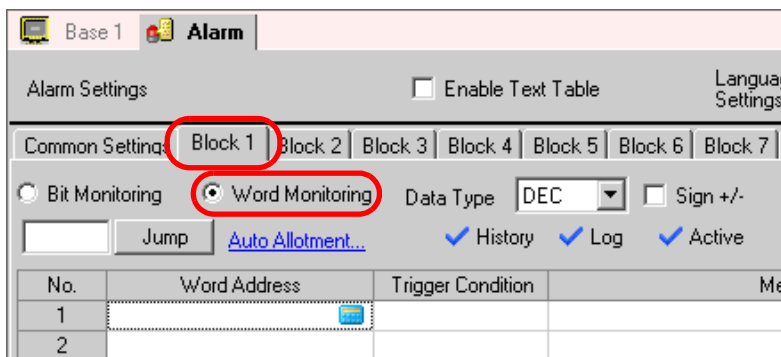 Base 1 Alarm
Alarm Settings Enable Text Table
Settings
Common Settings Block 1 Block 2 Block 3 Block 4 Block 5 Block 6 Block 7
Bit Monitoring Word Monitoring Data Type DEC Sign +/-
Jump Auto Allotment... History Log Active
No. Word Address Trigger Condition
1
2